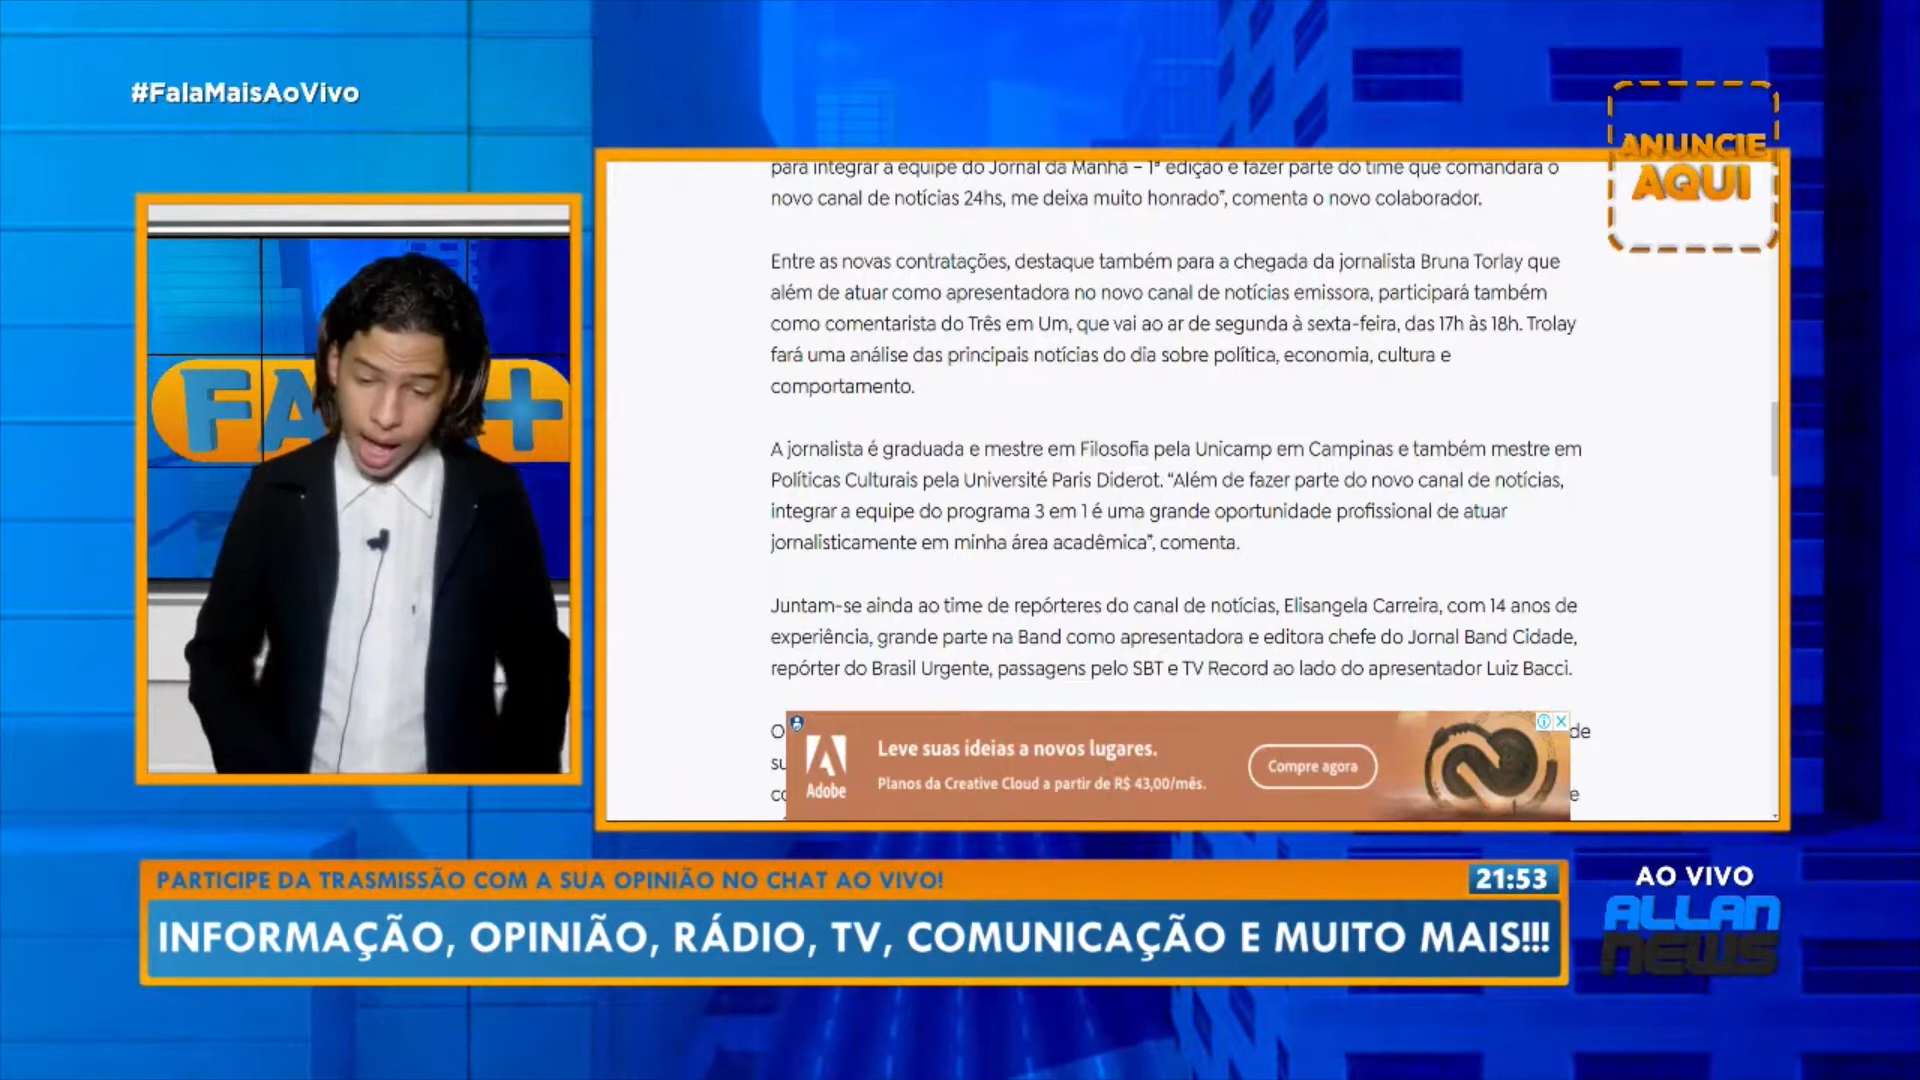 #FalaMaisAoVivo
ANUNCIE
AQUI
FA
+
para integrar a equipe do Jornal da Manhã – 1ª edição e fazer parte do time que comandará o
novo canal de notícias 24hs, me deixa muito honrado”, comenta o novo colaborador.
Entre as novas contratações, destaque também para a chegada da jornalista Bruna Torlay que
além de atuar como apresentadora no novo canal de notícias emissora, participará também
como comentarista do Três em Um, que vai ao ar de segunda à sexta-feira, das 17h às 18h. Trolay
fará uma análise das principais notícias do dia sobre política, economia, cultura e
comportamento.
A jornalista é graduada e mestre em Filosofia pela Unicamp em Campinas e também mestre em
Políticas Culturais pela Université Paris Diderot. “Além de fazer parte do novo canal de notícias,
integrar a equipe do programa 3 em 1 é uma grande oportunidade profissional de atuar
jornalisticamente em minha área acadêmica”, comenta.
Juntam-se ainda ao time de repórteres do canal de notícias, Elisangela Carreira, com 14 anos de
experiência, grande parte na Band como apresentadora e editora chefe do Jornal Band Cidade,
repórter do Brasil Urgente, passagens pelo SBT e TV Record ao lado do apresentador Luiz Bacci.
O de
Leve suas ideias a novos lugares.
Planos da Creative Cloud a partir de R$ 43,00/mês.
Adobe
Compre agora
PARTICIPE DA TRASMISSÃO COM A SUA OPINIÃO NO CHAT AO VIVO!
21:53
INFORMAÇÃO, OPINIÃO, RÁDIO, TV, COMUNICAÇÃO E MUITO MAIS!!!
AO VIVO
ALLAN
NEWS